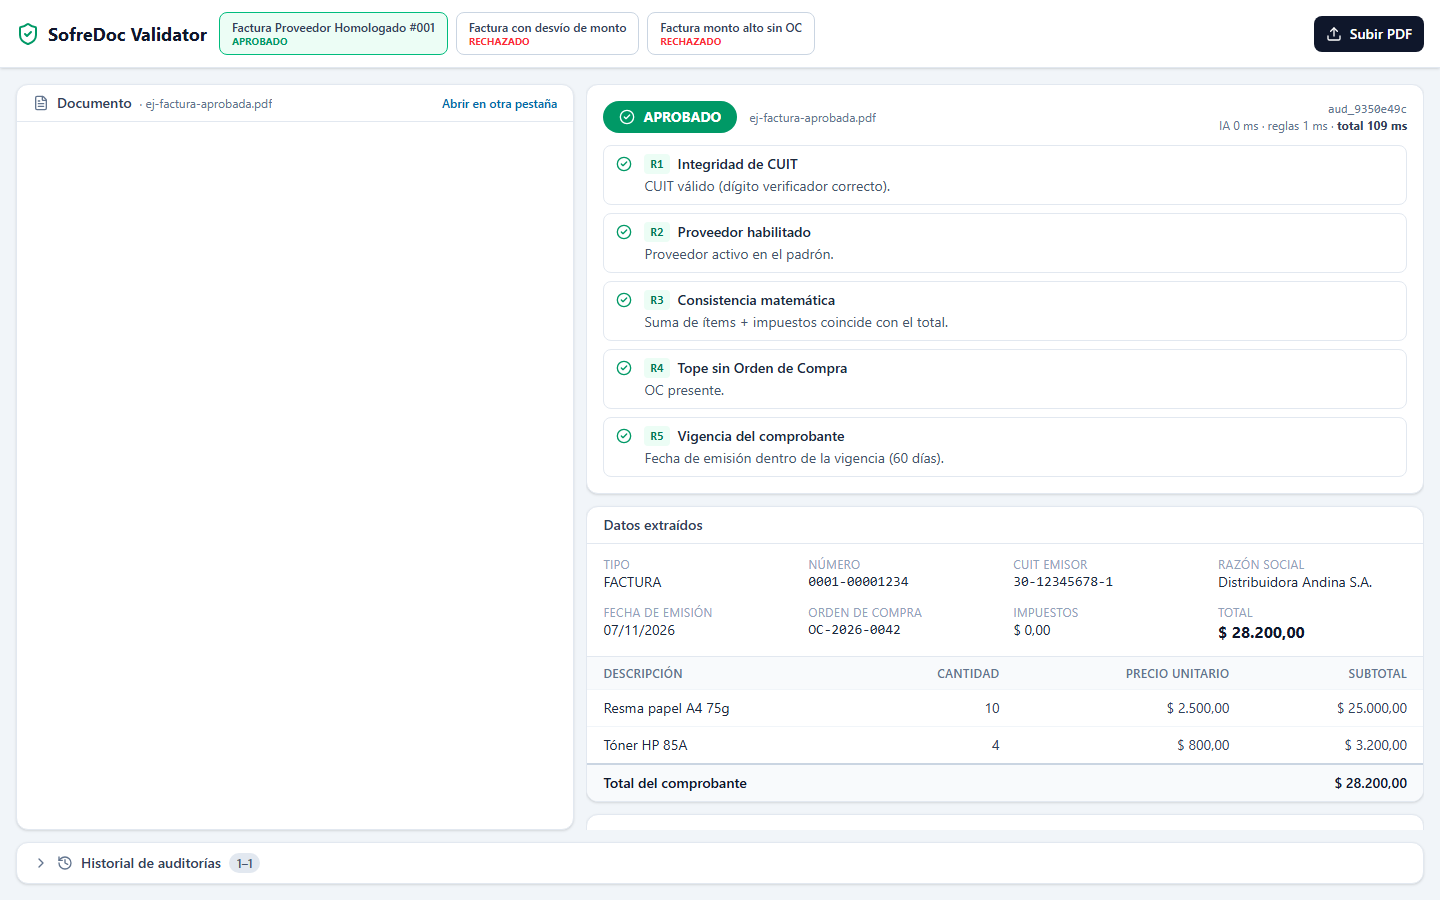 SofreDoc Validator
Factura Proveedor Homologado #001
APROBADO
Factura con desvío de monto
RECHAZADO
Factura monto alto sin OC
RECHAZADO
Subir PDF
Documento · ej-factura-aprobada.pdf
Abrir en otra pestaña
APROBADO
ej-factura-aprobada.pdf
aud_9350e49c
IA 0 ms · reglas 1 ms · total 109 ms
R1 Integridad de CUIT
CUIT válido (dígito verificador correcto).
R2 Proveedor habilitado
Proveedor activo en el padrón.
R3 Consistencia matemática
Suma de ítems + impuestos coincide con el total.
R4 Tope sin Orden de Compra
OC presente.
R5 Vigencia del comprobante
Fecha de emisión dentro de la vigencia (60 días).
Datos extraídos
TIPO NÚMERO CUIT EMISOR RAZÓN SOCIAL
FACTURA 0001-00001234 30-12345678-1 Distribuidora Andina S.A.
FECHA DE EMISIÓN ORDEN DE COMPRA IMPUESTOS TOTAL
07/11/2026 OC-2026-0042 $ 0,00 $ 28.200,00
DESCRIPCIÓN CANTIDAD PRECIO UNITARIO SUBTOTAL
Resma papel A4 75g 10 $ 2.500,00 $ 25.000,00
Tóner HP 85A 4 $ 800,00 $ 3.200,00
Total del comprobante $ 28.200,00
Historial de auditorías 1–1